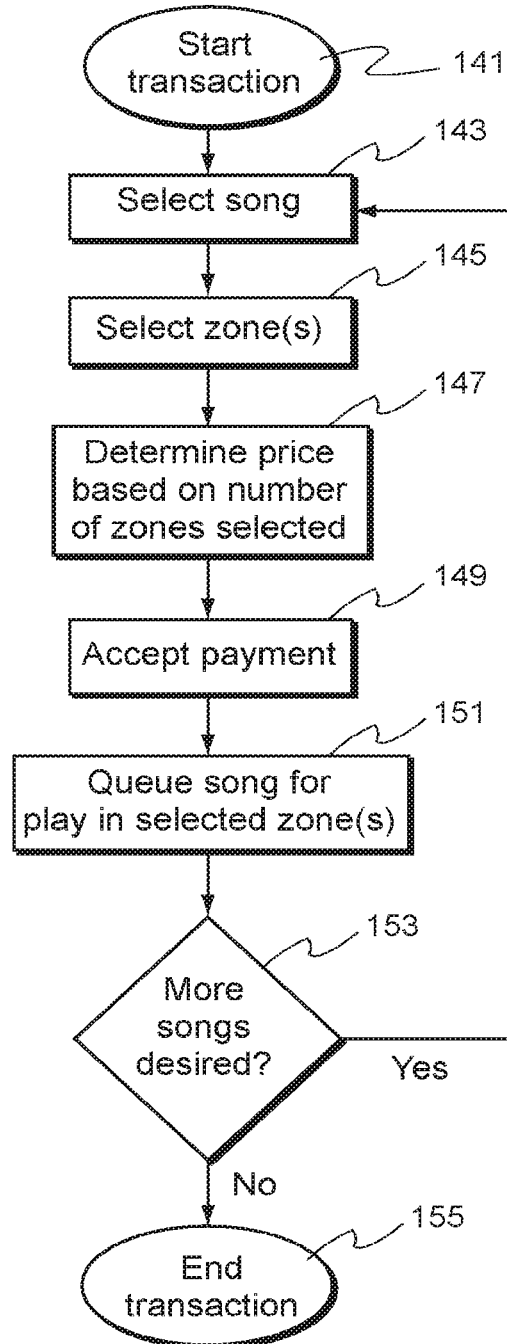 Start
transaction
141
143
Select song
145
Select zone(s)
147
Determine price
based on number
of zones selected
149
Accept payment
151
Queue song for
play in selected zone(s)
153
More
songs
desired?
Yes
No
155
End
transaction